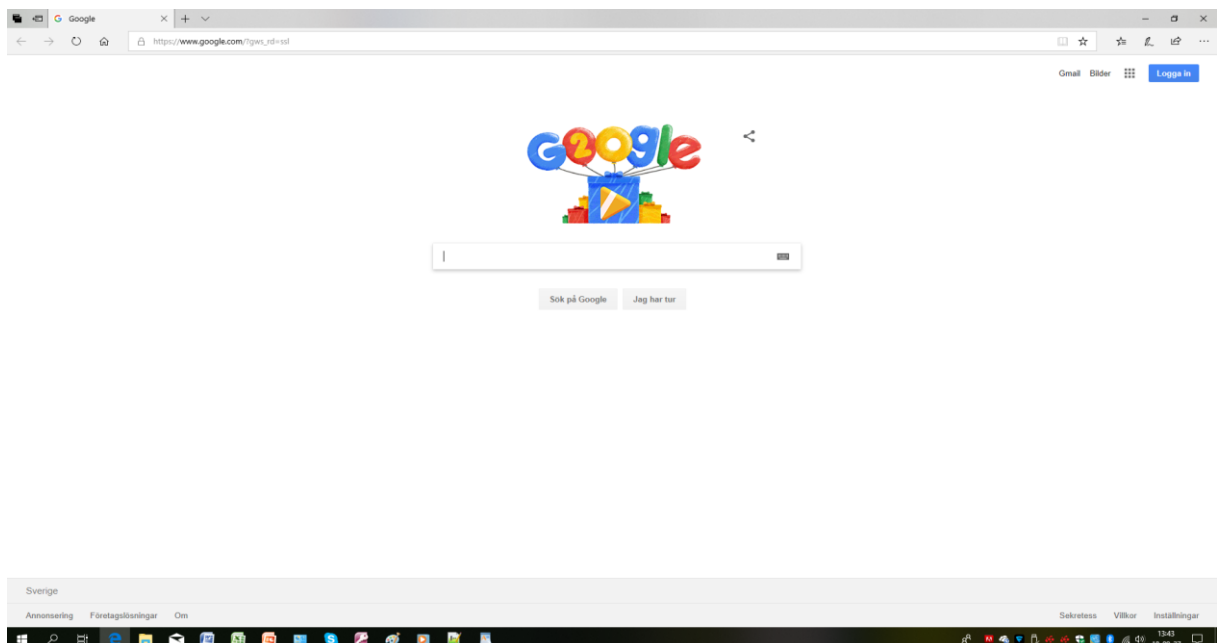 Google
https://www.google.com/?gws_rd=ssl
Gmail Bilder Logga in
G2OGLE
Sök på Google Jag har tur
Sverige
Annonsering Företagslösningar Om Sekretess Villkor Inställningar
13:43